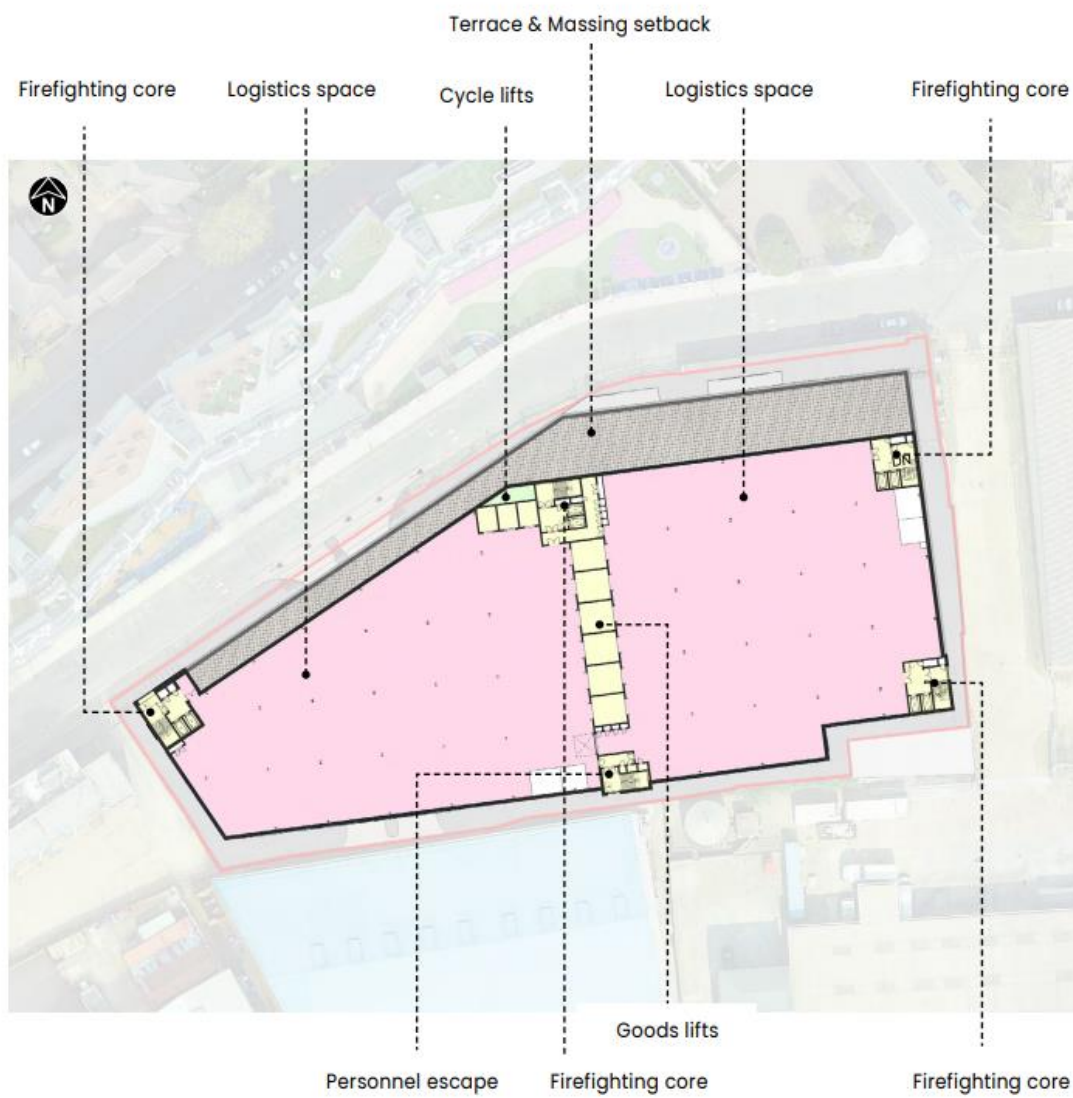 Terrace & Massing setback
Firefighting core
Logistics space
Cycle lifts
Logistics space
Firefighting core
N
DN
Goods lifts
Personnel escape
Firefighting core
Firefighting core